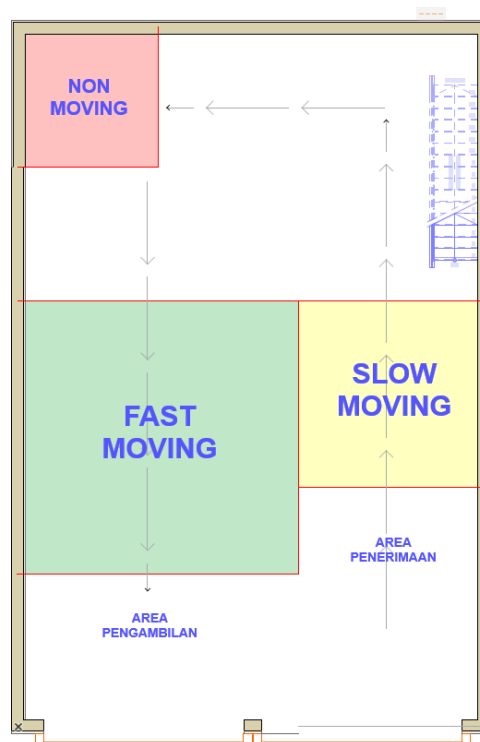 NON
MOVING
SLOW
MOVING
FAST
MOVING
AREA
PENERIMAAN
AREA
PENGAMBILAN